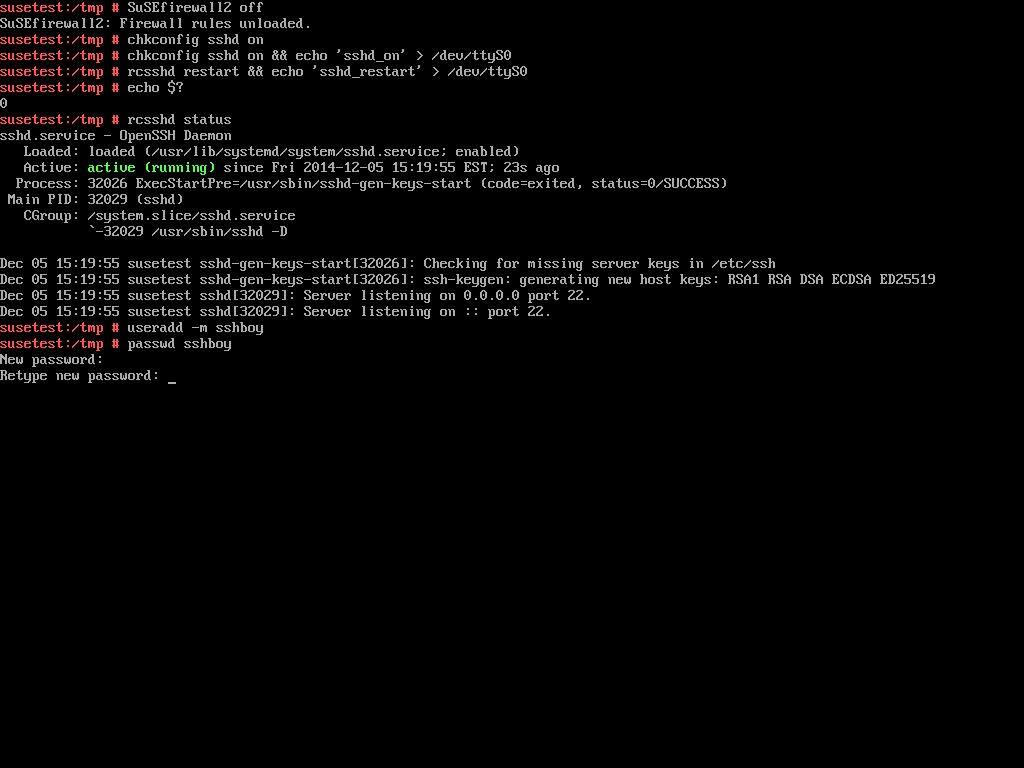 susetest:/tmp # SuSEfirewall2 off
SuSEfirewall2: Firewall rules unloaded.
susetest:/tmp # chkconfig sshd on
susetest:/tmp # chkconfig sshd on && echo 'sshd_on' > /dev/ttyS0
susetest:/tmp # rcsshd restart && echo 'sshd_restart' > /dev/ttyS0
susetest:/tmp # echo $?
0
susetest:/tmp # rcsshd status
sshd.service - OpenSSH Daemon
   Loaded: loaded (/usr/lib/systemd/system/sshd.service; enabled)
   Active: active (running) since Fri 2014-12-05 15:19:55 EST; 23s ago
  Process: 32026 ExecStartPre=/usr/sbin/sshd-gen-keys-start (code=exited, status=0/SUCCESS)
 Main PID: 32029 (sshd)
   CGroup: /system.slice/sshd.service
           `-32029 /usr/sbin/sshd -D

Dec 05 15:19:55 susetest sshd-gen-keys-start[32026]: Checking for missing server keys in /etc/ssh
Dec 05 15:19:55 susetest sshd-gen-keys-start[32026]: ssh-keygen: generating new host keys: RSA1 RSA DSA ECDSA ED25519
Dec 05 15:19:55 susetest sshd[32029]: Server listening on 0.0.0.0 port 22.
Dec 05 15:19:55 susetest sshd[32029]: Server listening on :: port 22.
susetest:/tmp # useradd -m sshboy
susetest:/tmp # passwd sshboy
New password:
Retype new password: _